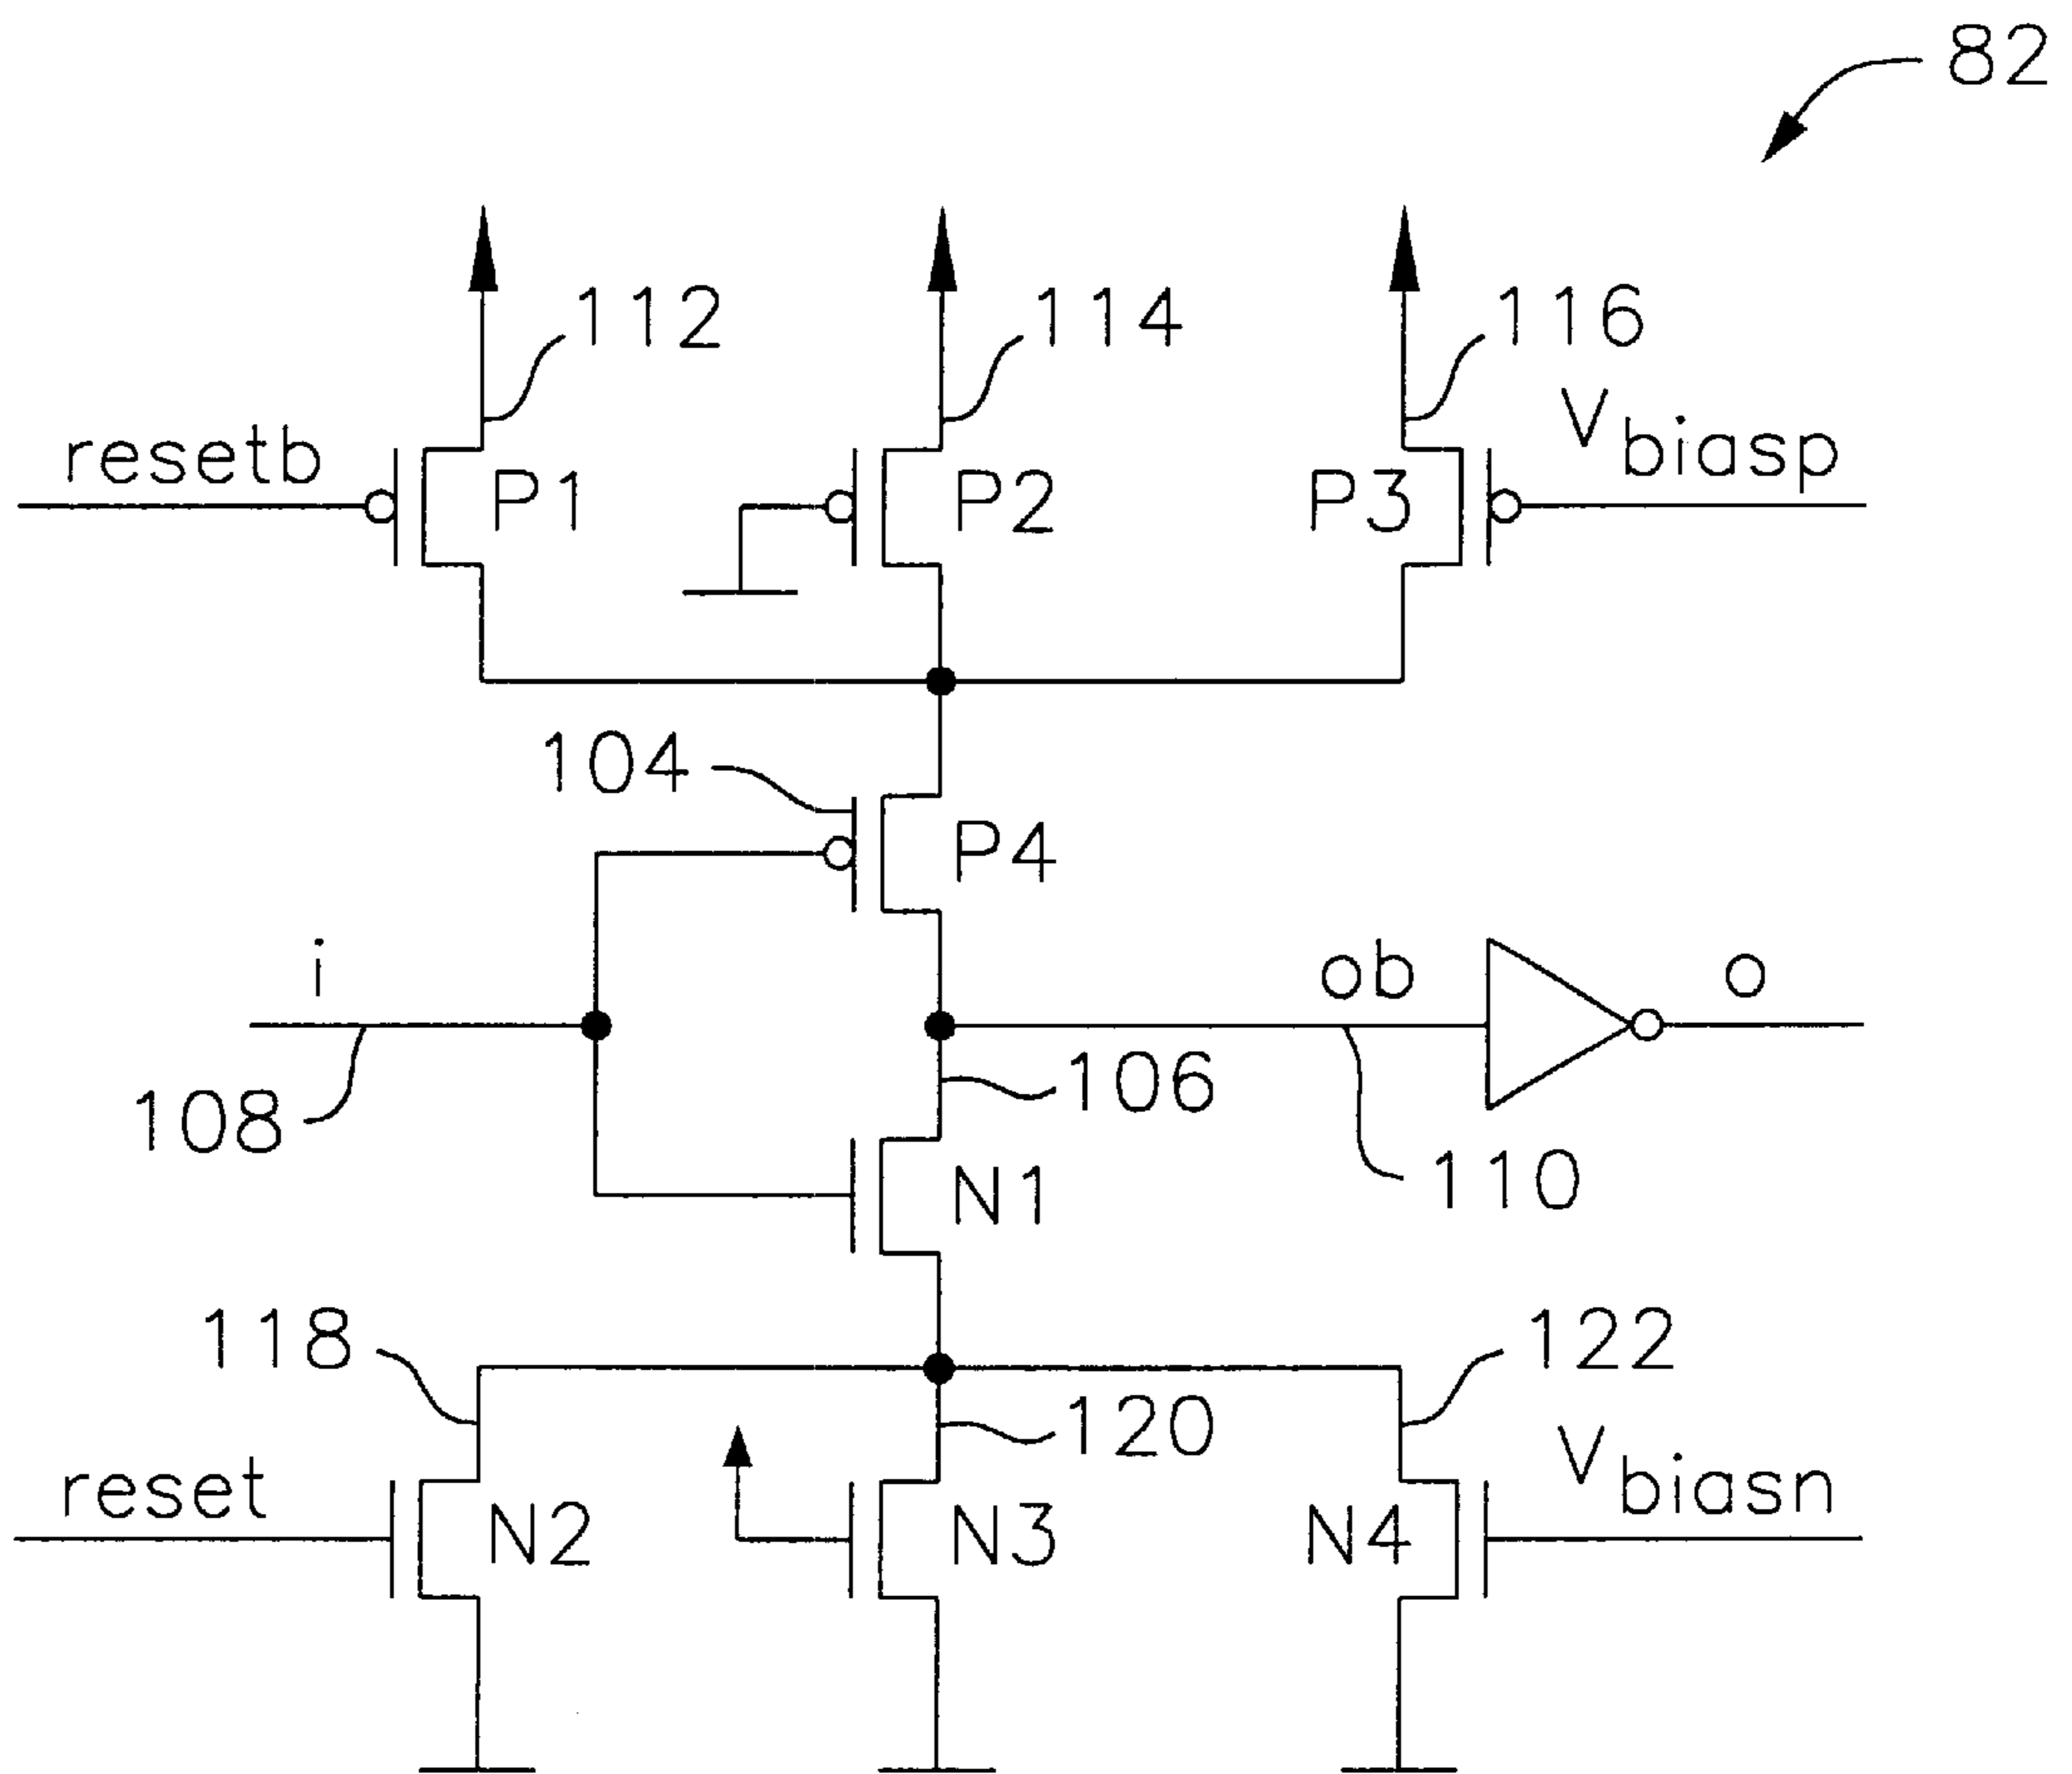 82
112
114
116
resetb
P1
P2
P3
Vbiasp
104
P4
i
ob
o
108
106
110
N1
118
122
120
reset
N2
N3
N4
Vbiasn